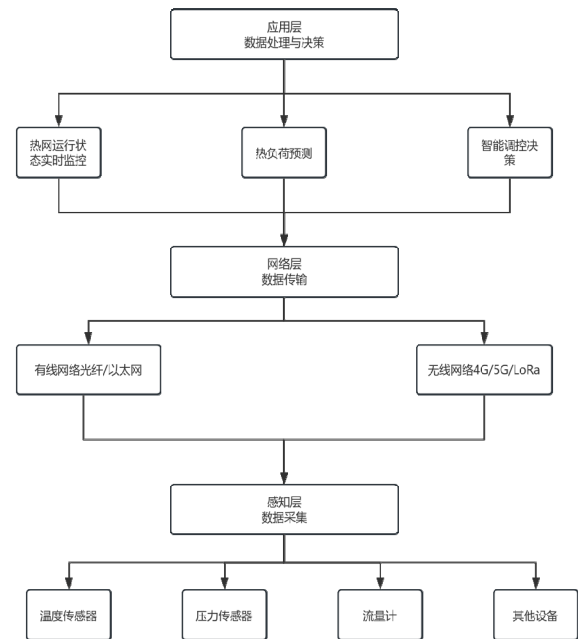 应用层
数据处理与决策
热网运行状
态实时监控
热负荷预测
智能调控决
策
网络层
数据传输
有线网络光纤/以太网
无线网络4G/5G/LoRa
感知层
数据采集
温度传感器
压力传感器
流量计
其他设备